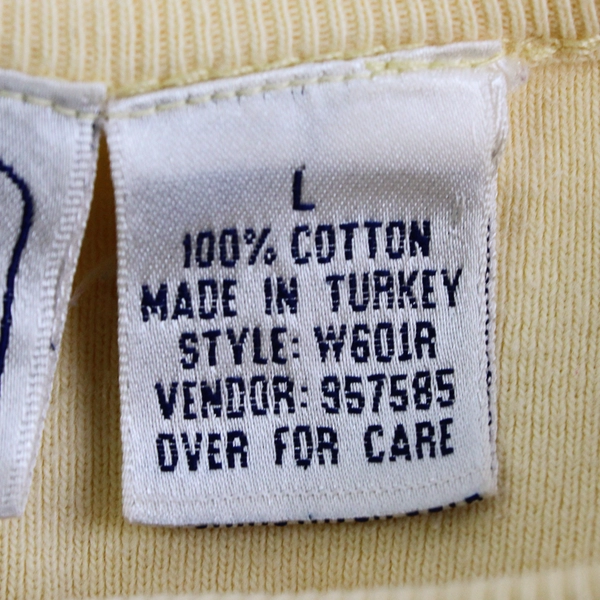 L
100% COTTON
MADE IN TURKEY
STYLE: W601R
VENDOR: 957585
OVER FOR CARE